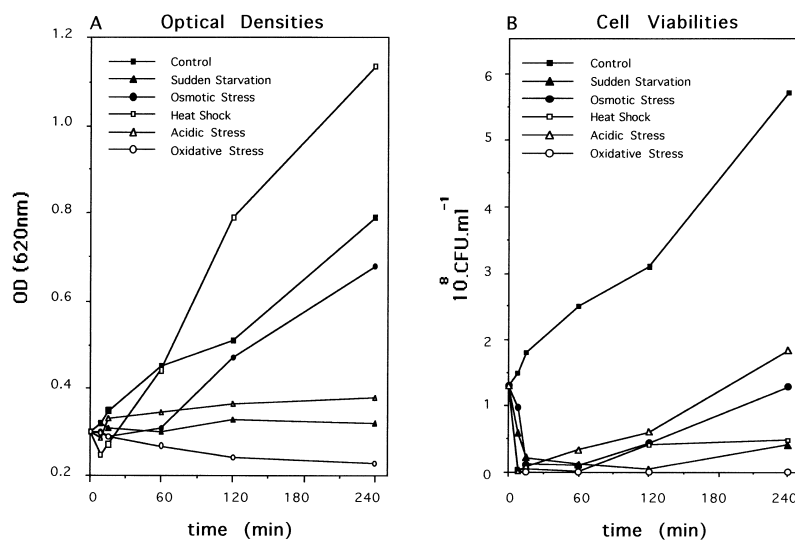 A Optical Densities
1.2
1.0
0.8
0.6
0.4
0.2
OD (620nm)
Control
Sudden Starvation
Osmotic Stress
Heat Shock
Acidic Stress
Oxidative Stress
0 60 120 180 240
time (min)
B Cell Viabilities
6
5
4
3
2
1
0
10⁸.CFU.ml⁻¹
Control
Sudden Starvation
Osmotic Stress
Heat Shock
Acidic Stress
Oxidative Stress
0 60 120 180 240
time (min)